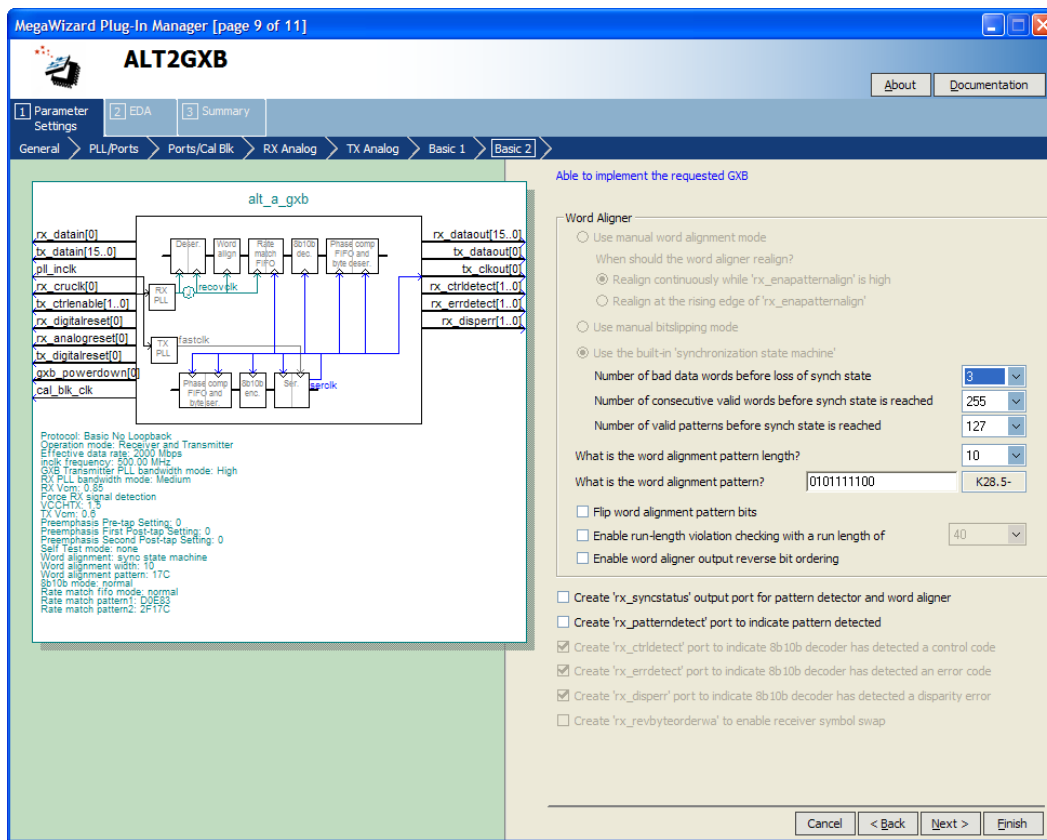 MegaWizard Plug-In Manager [page 9 of 11]
ALT2GXB
About
Documentation
1 Parameter Settings
2 EDA
3 Summary
General
PLL/Ports
Ports/Cal Blk
RX Analog
TX Analog
Basic 1
Basic 2
alt_a_gxb
rx_datain[0]
tx_datain[15..0]
pll_inclk
rx_cruclk[0]
tx_ctrlenable[1..0]
rx_digitalreset[0]
rx_analogreset[0]
tx_digitalreset[0]
gxb_powerdown[0]
cal_blk_clk
Deser.
Word align
Rate match FIFO
8b10b dec.
Phase comp FIFO and byte deser.
RX PLL
recovclk
TX PLL
fastclk
Phase comp FIFO and byte ser.
8b10b enc.
Ser.
serclk
rx_dataout[15..0]
tx_dataout[0]
tx_clkout[0]
rx_ctrldetect[1..0]
rx_errdetect[1..0]
rx_disperr[1..0]
Protocol: Basic No Loopback
Operation mode: Receiver and Transmitter
Effective data rate: 2000 Mbps
inclk frequency: 500.00 MHz
GXB Transmitter PLL bandwidth mode: High
RX PLL bandwidth mode: Medium
RX Vcm: 0.85
Force RX signal detection
VCCHTX: 1.5
TX Vcm: 0.6
Preemphasis Pre-tap Setting: 0
Preemphasis First Post-tap Setting: 0
Preemphasis Second Post-tap Setting: 0
Self Test mode: none
Word alignment: sync state machine
Word alignment width: 10
Word alignment pattern: 17C
8b10b mode: normal
Rate match fifo mode: normal
Rate match pattern1: D0E83
Rate match pattern2: 2F17C
Able to implement the requested GXB
Word Aligner
Use manual word alignment mode
When should the word aligner realign?
Realign continuously while 'rx_enapatternalign' is high
Realign at the rising edge of 'rx_enapatternalign'
Use manual bitslipping mode
Use the built-in 'synchronization state machine'
Number of bad data words before loss of synch state 3
Number of consecutive valid words before synch state is reached 255
Number of valid patterns before synch state is reached 127
What is the word alignment pattern length? 10
What is the word alignment pattern? 0101111100 K28.5-
Flip word alignment pattern bits
Enable run-length violation checking with a run length of 40
Enable word aligner output reverse bit ordering
Create 'rx_syncstatus' output port for pattern detector and word aligner
Create 'rx_patterndetect' port to indicate pattern detected
Create 'rx_ctrldetect' port to indicate 8b10b decoder has detected a control code
Create 'rx_errdetect' port to indicate 8b10b decoder has detected an error code
Create 'rx_disperr' port to indicate 8b10b decoder has detected a disparity error
Create 'rx_revbyteorderwa' to enable receiver symbol swap
Cancel
< Back
Next >
Finish